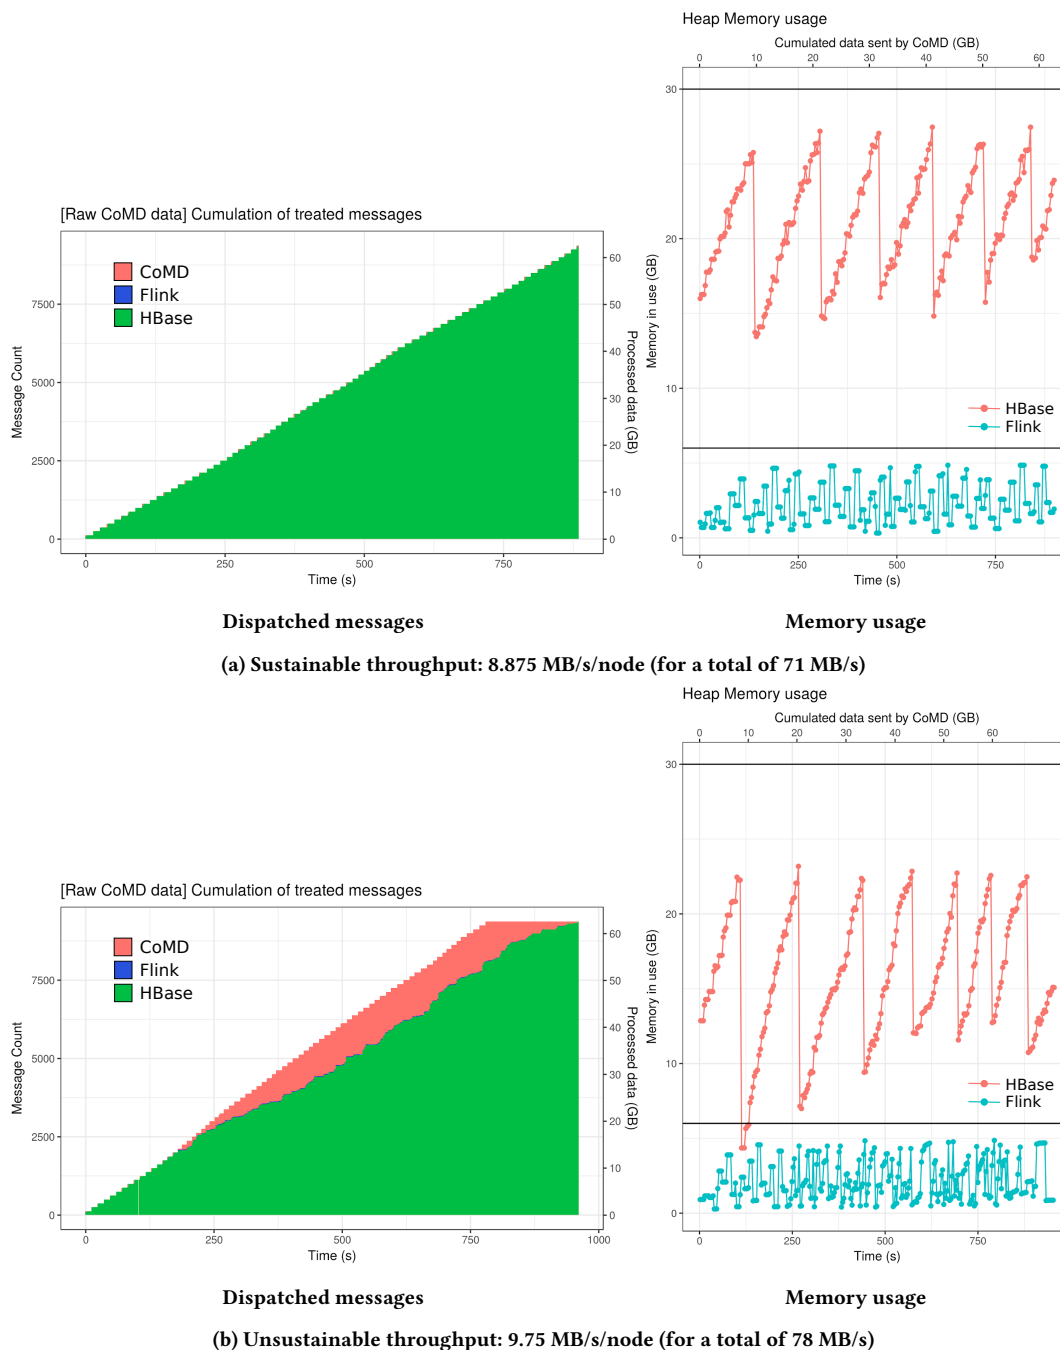 Heap Memory usage
Cumulated data sent by CoMD (GB)
0 10 20 30 40 50 60
30
20
10
0
Memory in use (GB)
HBase
Flink
0 250 500 750
Time (s)
[Raw CoMD data] Cumulation of treated messages
CoMD
Flink
HBase
7500
5000
2500
0
Message Count
60
50
40
30
20
10
0
Processed data (GB)
0 250 500 750
Time (s)
Dispatched messages
Memory usage
(a) Sustainable throughput: 8.875 MB/s/node (for a total of 71 MB/s)
Heap Memory usage
Cumulated data sent by CoMD (GB)
0 10 20 30 40 50 60
30
20
10
0
Memory in use (GB)
HBase
Flink
0 250 500 750
Time (s)
[Raw CoMD data] Cumulation of treated messages
CoMD
Flink
HBase
7500
5000
2500
0
Message Count
60
50
40
30
20
10
0
Processed data (GB)
0 250 500 750 1000
Time (s)
Dispatched messages
Memory usage
(b) Unsustainable throughput: 9.75 MB/s/node (for a total of 78 MB/s)